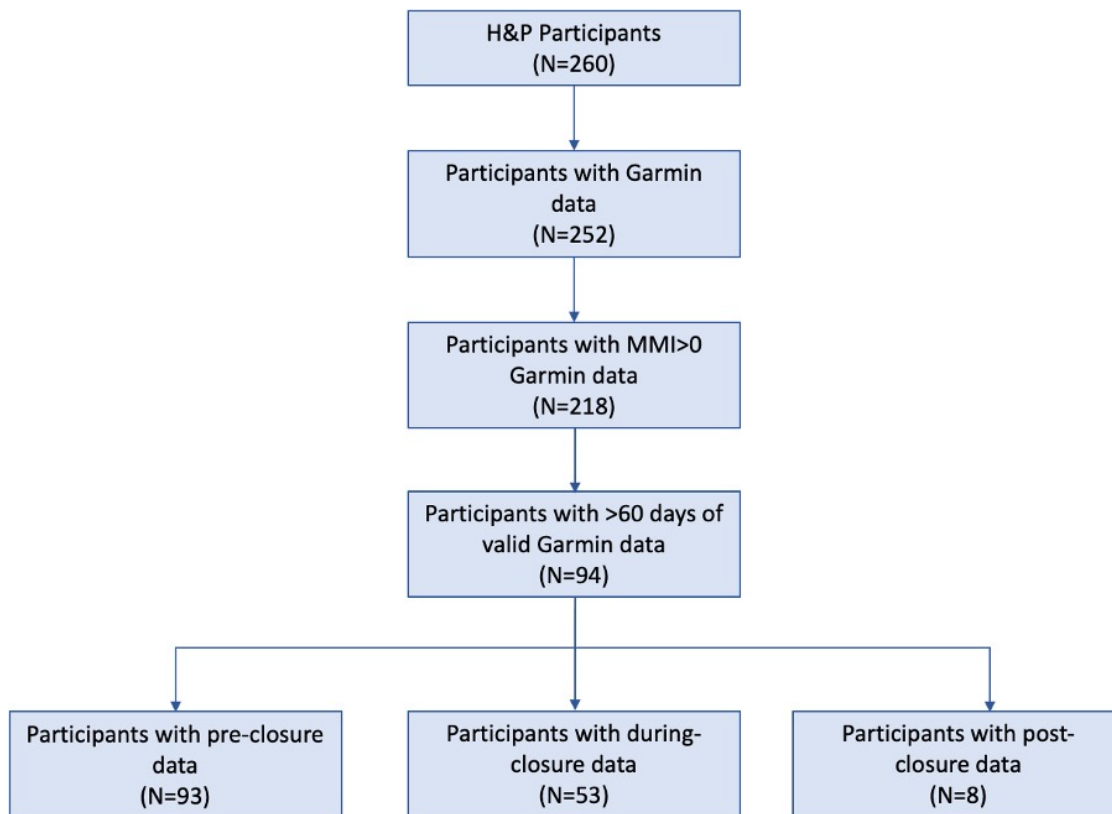 H&P Participants
(N=260)
Participants with Garmin
data
(N=252)
Participants with MMI>0
Garmin data
(N=218)
Participants with >60 days of
valid Garmin data
(N=94)
Participants with pre-closure
data
(N=93)
Participants with during-
closure data
(N=53)
Participants with post-
closure data
(N=8)